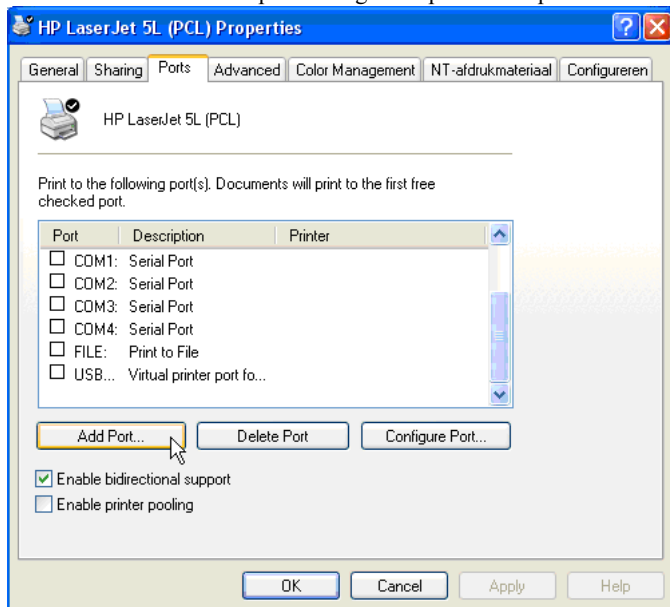 HP LaserJet 5L (PCL) Properties
General Sharing Ports Advanced Color Management NT-afdrukmateriaal Configureren
HP LaserJet 5L (PCL)
Print to the following port(s). Documents will print to the first free
checked port.
Port Description Printer
COM1: Serial Port
COM2: Serial Port
COM3: Serial Port
COM4: Serial Port
FILE: Print to File
USB... Virtual printer port fo...
Add Port... Delete Port Configure Port...
Enable bidirectional support
Enable printer pooling
OK Cancel Apply Help